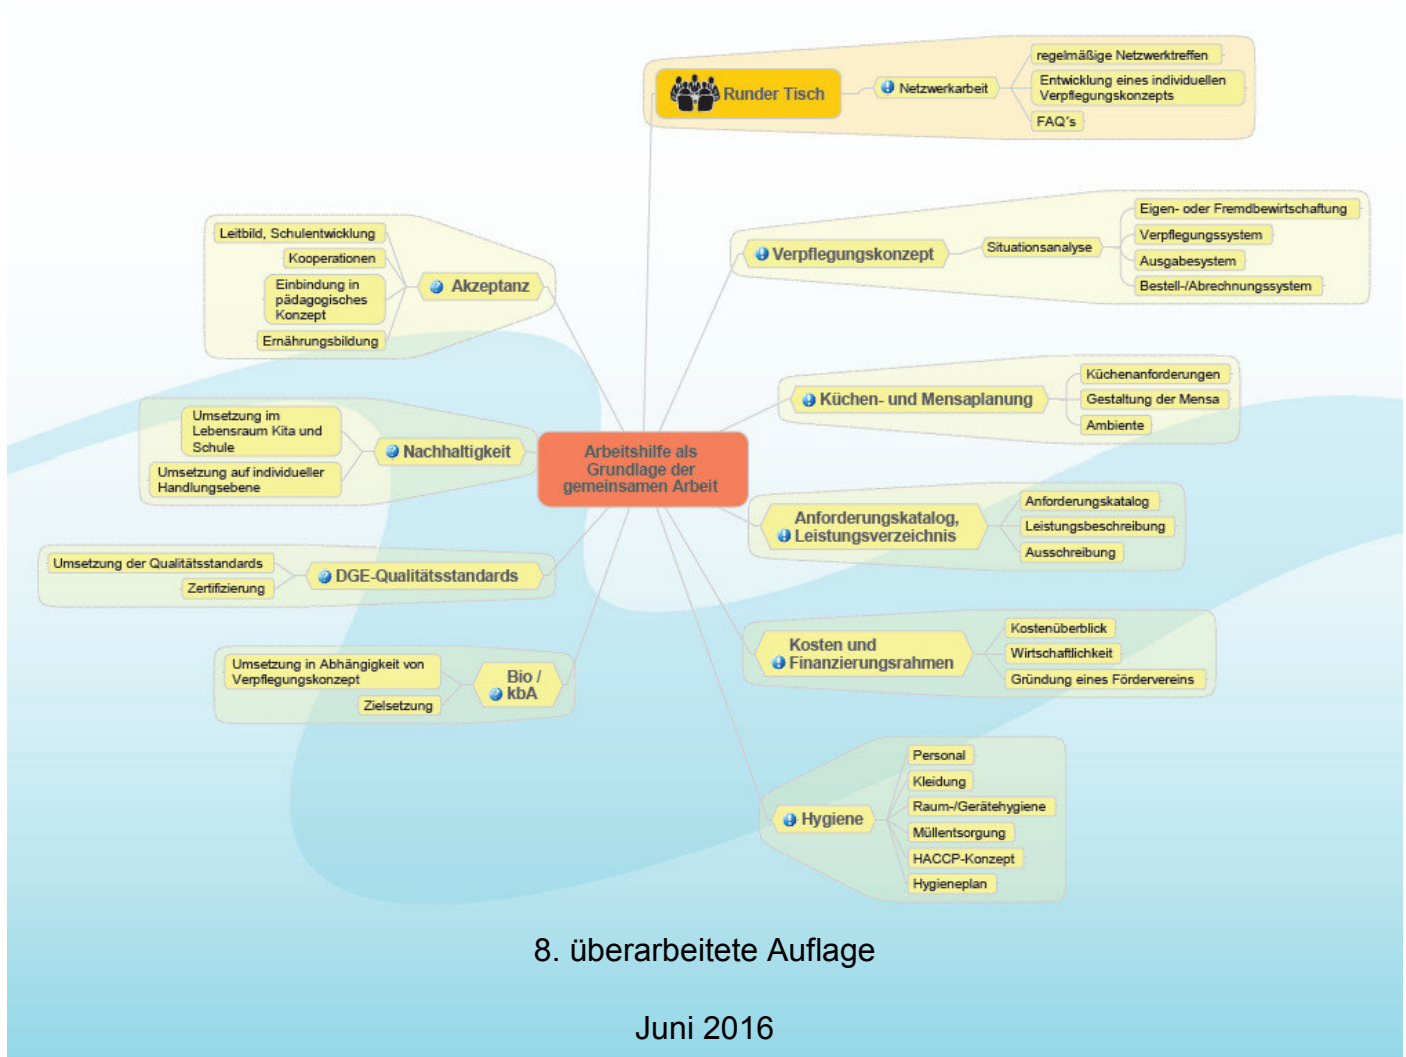 Runder Tisch
Netzwerkarbeit
regelmäßige Netzwerktreffen
Entwicklung eines individuellen
Verpflegungskonzepts
FAQ´s
Verpflegungskonzept
Situationsanalyse
Eigen- oder Fremdbewirtschaftung
Verpflegungssystem
Ausgabesystem
Bestell-/Abrechnungssystem
Leitbild, Schulentwicklung
Kooperationen
Einbindung in
pädagogisches
Konzept
Ernährungsbildung
Akzeptanz
Küchen- und Mensaplanung
Küchenanforderungen
Gestaltung der Mensa
Ambiente
Umsetzung im
Lebensraum Kita und
Schule
Umsetzung auf individueller
Handlungsebene
Nachhaltigkeit
Arbeitshilfe als
Grundlage der
gemeinsamen Arbeit
Anforderungskatalog,
Leistungsverzeichnis
Anforderungskatalog
Leistungsbeschreibung
Ausschreibung
Umsetzung der Qualitätsstandards
Zertifizierung
DGE-Qualitätsstandards
Kosten und
Finanzierungsrahmen
Kostenüberblick
Wirtschaftlichkeit
Gründung eines Fördervereins
Umsetzung in Abhängigkeit von
Verpflegungskonzept
Zielsetzung
Bio /
kbA
Hygiene
Personal
Kleidung
Raum-/Gerätehygiene
Müllentsorgung
HACCP-Konzept
Hygieneplan
8. überarbeitete Auflage
Juni 2016